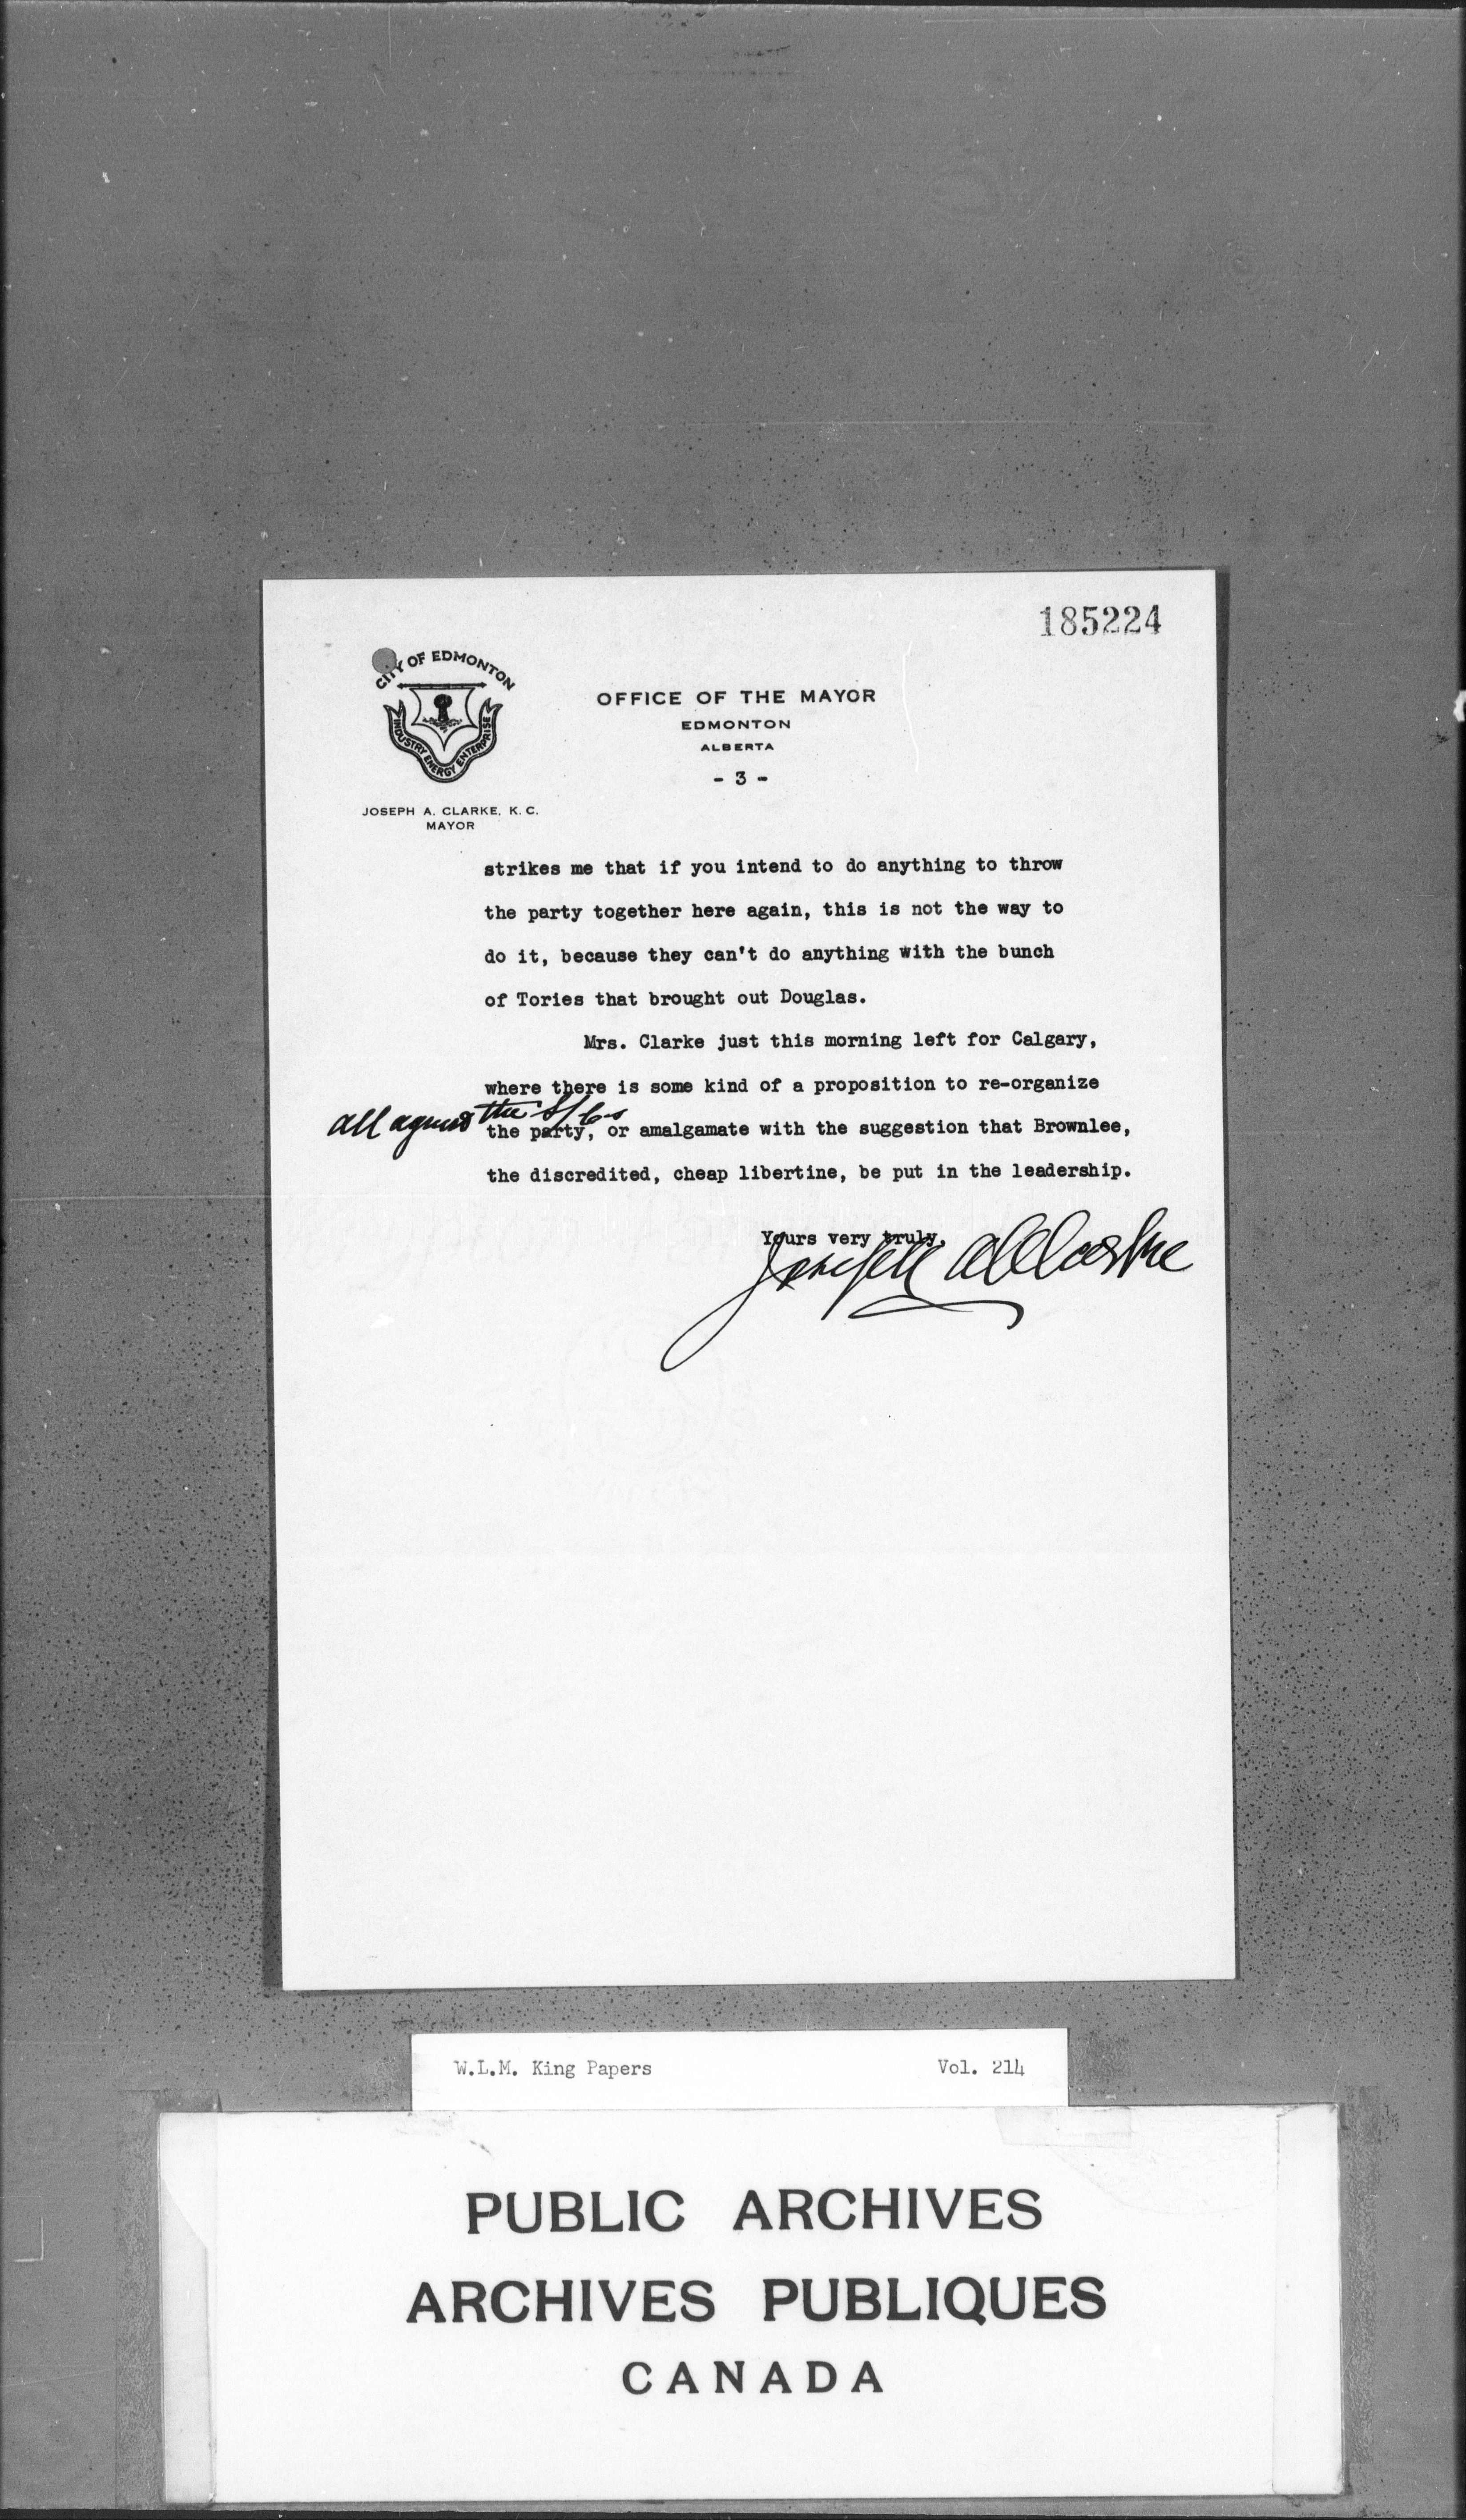 185224
CITY OF EDMONTON
INDUSTRY ENERGY ENTERPRISE
OFFICE OF THE MAYOR
EDMONTON
ALBERTA
- 3 -
JOSEPH A. CLARKE, K. C.
MAYOR
strikes me that if you intend to do anything to throw
the party together here again, this is not the way to
do it, because they can't do anything with the bunch
of Tories that brought out Douglas.
Mrs. Clarke just this morning left for Calgary,
where there is some kind of a proposition to re-organize
all against the
the party, or amalgamate with the suggestion that Brownlee,
the discredited, cheap libertine, be put in the leadership.
Yours very truly,
Joseph A Clarke
W.L.M. King Papers Vol. 214
PUBLIC ARCHIVES
ARCHIVES PUBLIQUES
CANADA